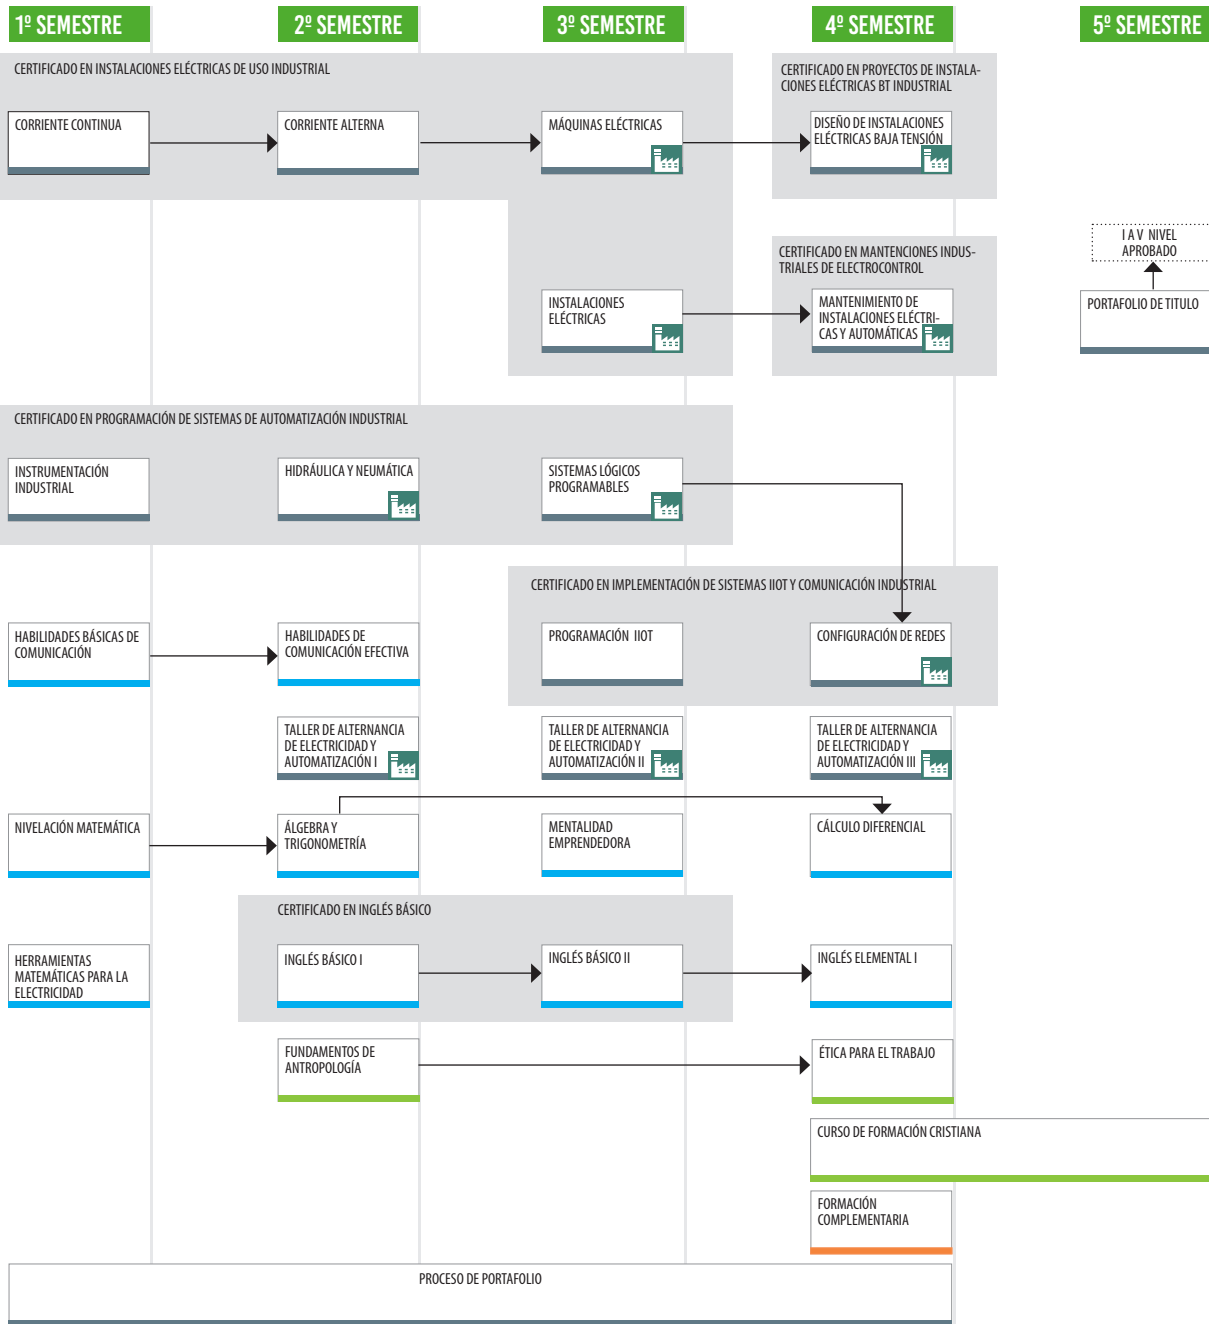 1º SEMESTRE
2º SEMESTRE
3º SEMESTRE
4º SEMESTRE
5º SEMESTRE
CERTIFICADO EN INSTALACIONES ELÉCTRICAS DE USO INDUSTRIAL
CERTIFICADO EN PROYECTOS DE INSTALA-
CIONES ELÉCTRICAS BT INDUSTRIAL
CORRIENTE CONTINUA
CORRIENTE ALTERNA
MÁQUINAS ELÉCTRICAS
DISEÑO DE INSTALACIONES
ELÉCTRICAS BAJA TENSIÓN
I A V NIVEL
APROBADO
CERTIFICADO EN MANTENCIONES INDUS-
TRIALES DE ELECTROCONTROL
INSTALACIONES
ELÉCTRICAS
MANTENIMIENTO DE
INSTALACIONES ELÉCTRI-
CAS Y AUTOMÁTICAS
PORTAFOLIO DE TITULO
CERTIFICADO EN PROGRAMACIÓN DE SISTEMAS DE AUTOMATIZACIÓN INDUSTRIAL
INSTRUMENTACIÓN
INDUSTRIAL
HIDRÁULICA Y NEUMÁTICA
SISTEMAS LÓGICOS
PROGRAMABLES
CERTIFICADO EN IMPLEMENTACIÓN DE SISTEMAS IIOT Y COMUNICACIÓN INDUSTRIAL
HABILIDADES BÁSICAS DE
COMUNICACIÓN
HABILIDADES DE
COMUNICACIÓN EFECTIVA
PROGRAMACIÓN IIOT
CONFIGURACIÓN DE REDES
TALLER DE ALTERNANCIA
DE ELECTRICIDAD Y
AUTOMATIZACIÓN I
TALLER DE ALTERNANCIA
DE ELECTRICIDAD Y
AUTOMATIZACIÓN II
TALLER DE ALTERNANCIA
DE ELECTRICIDAD Y
AUTOMATIZACIÓN III
NIVELACIÓN MATEMÁTICA
ÁLGEBRA Y
TRIGONOMETRÍA
MENTALIDAD
EMPRENDEDORA
CÁLCULO DIFERENCIAL
CERTIFICADO EN INGLÉS BÁSICO
HERRAMIENTAS
MATEMÁTICAS PARA LA
ELECTRICIDAD
INGLÉS BÁSICO I
INGLÉS BÁSICO II
INGLÉS ELEMENTAL I
FUNDAMENTOS DE
ANTROPOLOGÍA
ÉTICA PARA EL TRABAJO
CURSO DE FORMACIÓN CRISTIANA
FORMACIÓN
COMPLEMENTARIA
PROCESO DE PORTAFOLIO